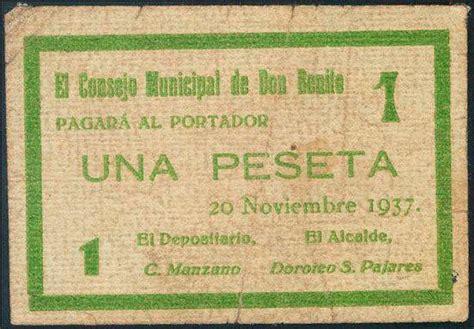 El Consejo Municipal de Don Benito
1
PAGARÁ AL PORTADOR
UNA PESETA
20 Noviembre 1937.
1
El Depositario, El Alcalde,
C. Manzano Doroteo S. Pajares